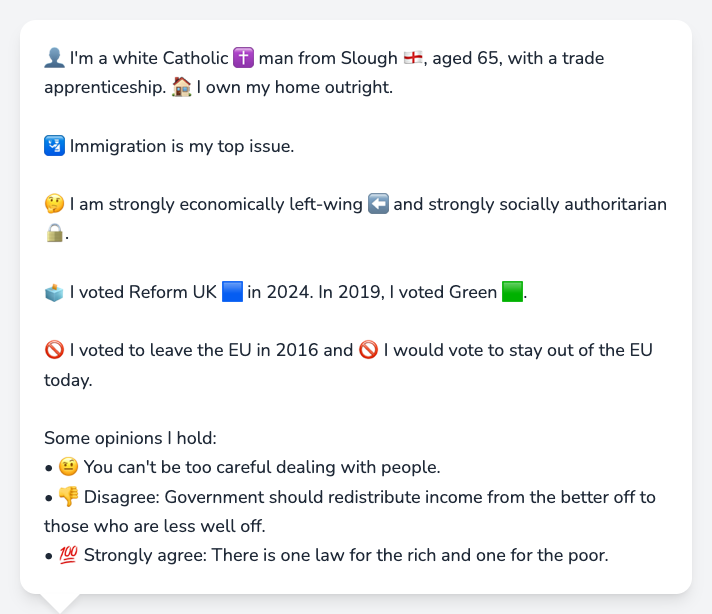 👤 I'm a white Catholic ✝️ man from Slough 🏴󠁧󠁢󠁥󠁮󠁧󠁿, aged 65, with a trade
apprenticeship. 🏠 I own my home outright.
🛂 Immigration is my top issue.
🤔 I am strongly economically left-wing ⬅️ and strongly socially authoritarian
🔒.
🗳️ I voted Reform UK 🟦 in 2024. In 2019, I voted Green 🟩.
🚫 I voted to leave the EU in 2016 and 🚫 I would vote to stay out of the EU
today.
Some opinions I hold:
• 🤨 You can't be too careful dealing with people.
• 👎 Disagree: Government should redistribute income from the better off to
those who are less well off.
• 💯 Strongly agree: There is one law for the rich and one for the poor.